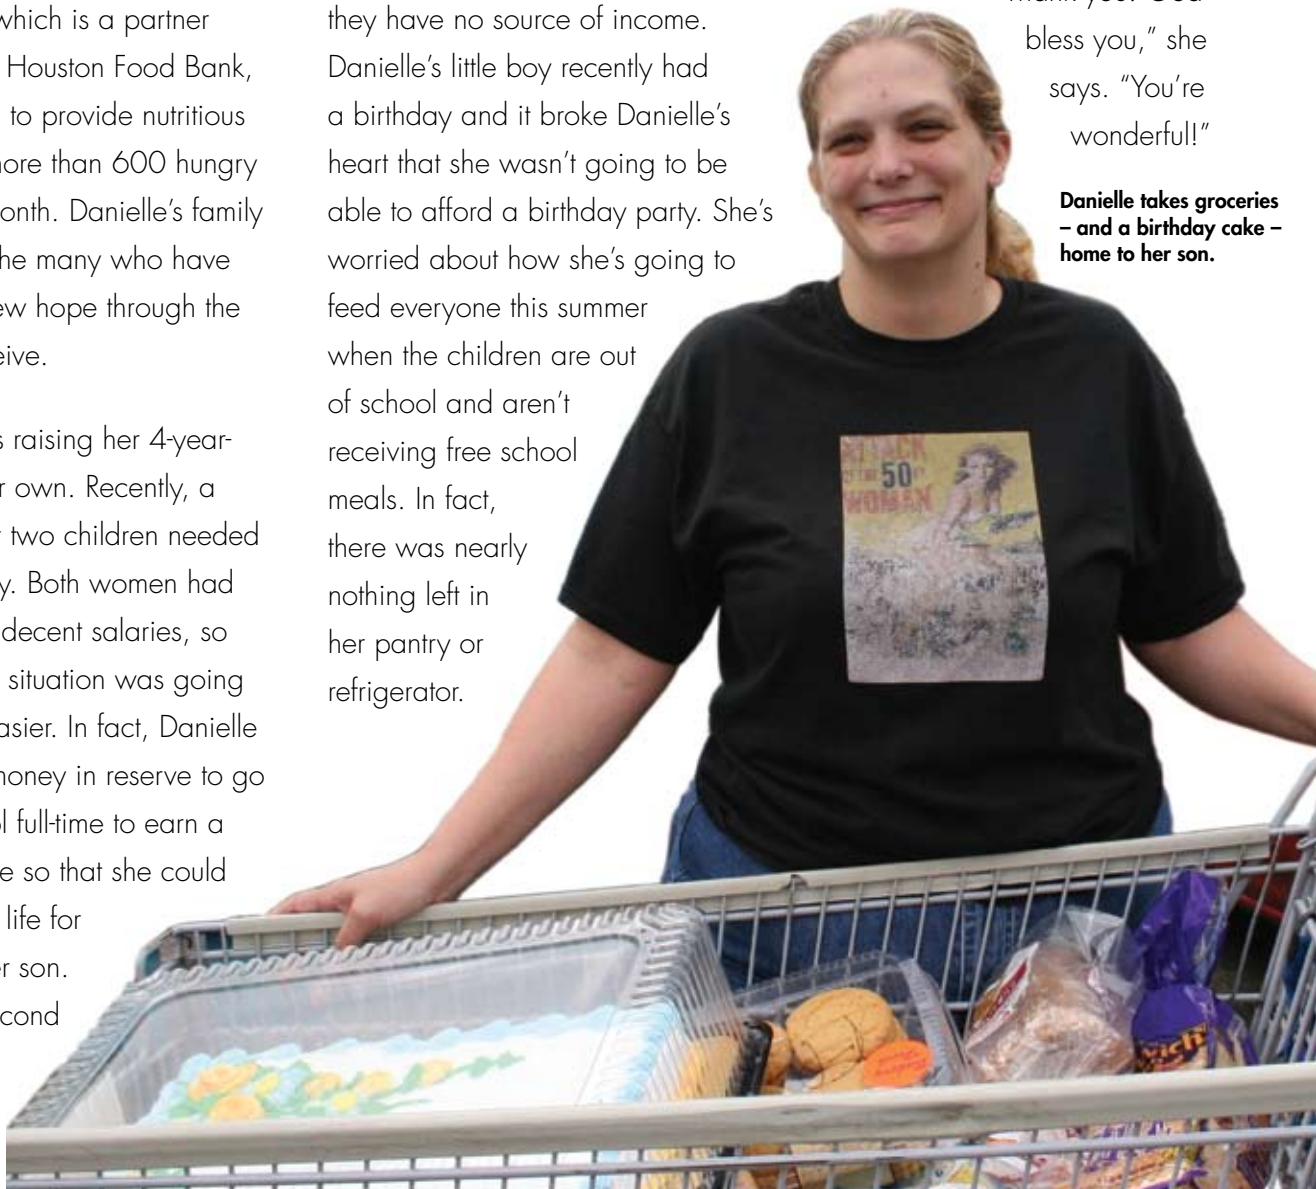 which is a partner
Houston Food Bank,
to provide nutritious
more than 600 hungry
onth. Danielle’s family
he many who have
ew hope through the
eive.
s raising her 4-year-
r own. Recently, a
two children needed
y. Both women had
decent salaries, so
situation was going
asier. In fact, Danielle
money in reserve to go
l full-time to earn a
e so that she could
life for
er son.
cond
they have no source of income.
Danielle’s little boy recently had
a birthday and it broke Danielle’s
heart that she wasn’t going to be
able to afford a birthday party. She’s
worried about how she’s going to
feed everyone this summer
when the children are out
of school and aren’t
receiving free school
meals. In fact,
there was nearly
nothing left in
her pantry or
refrigerator.
bless you,” she
says. “You’re
wonderful!”
Danielle takes groceries
– and a birthday cake –
home to her son.
ATTACK
OF THE 50 FT
WOMAN